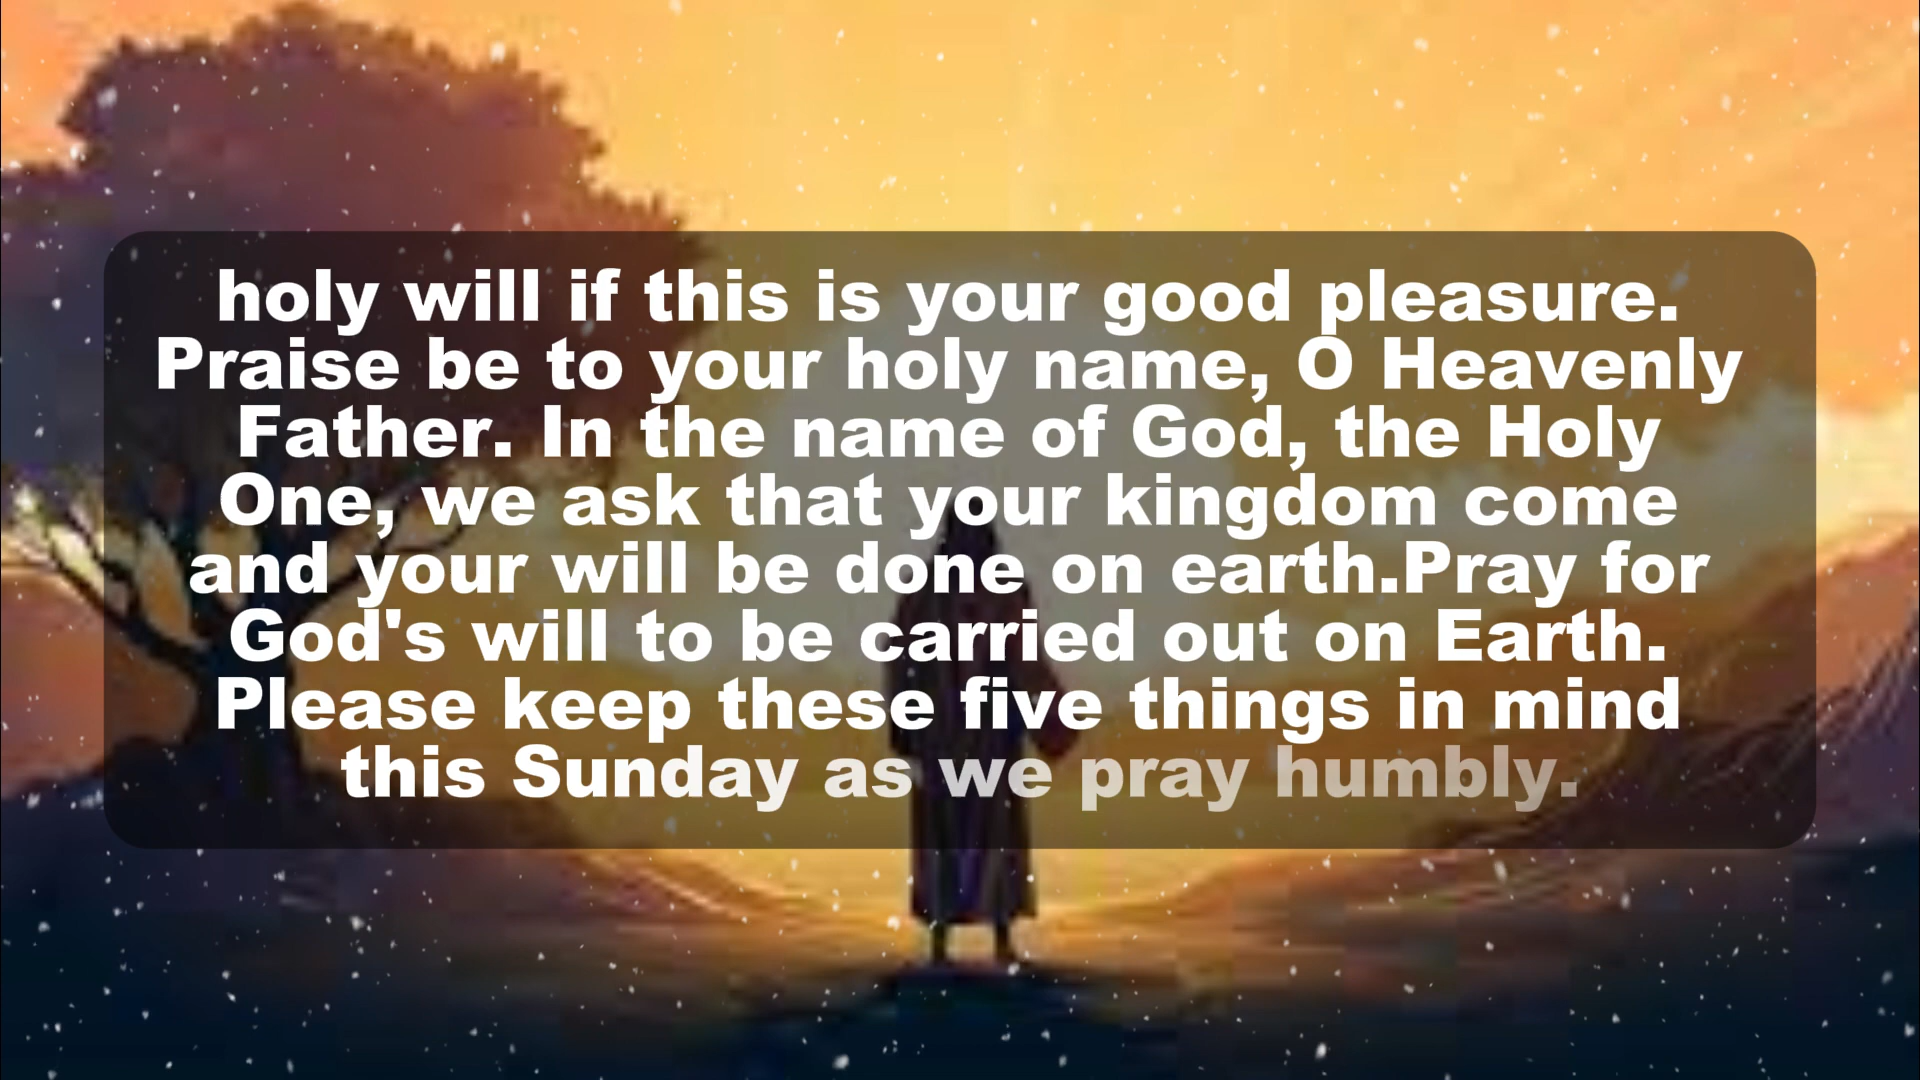 holy will if this is your good pleasure.
Praise be to your holy name, O Heavenly
Father. In the name of God, the Holy
One, we ask that your kingdom come
and your will be done on earth.Pray for
God's will to be carried out on Earth.
Please keep these five things in mind
this Sunday as we pray humbly.